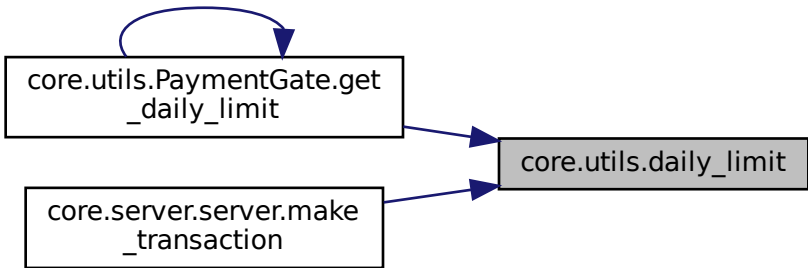 core.utils.PaymentGate.get
_daily_limit
core.utils.daily_limit
core.server.server.make
_transaction